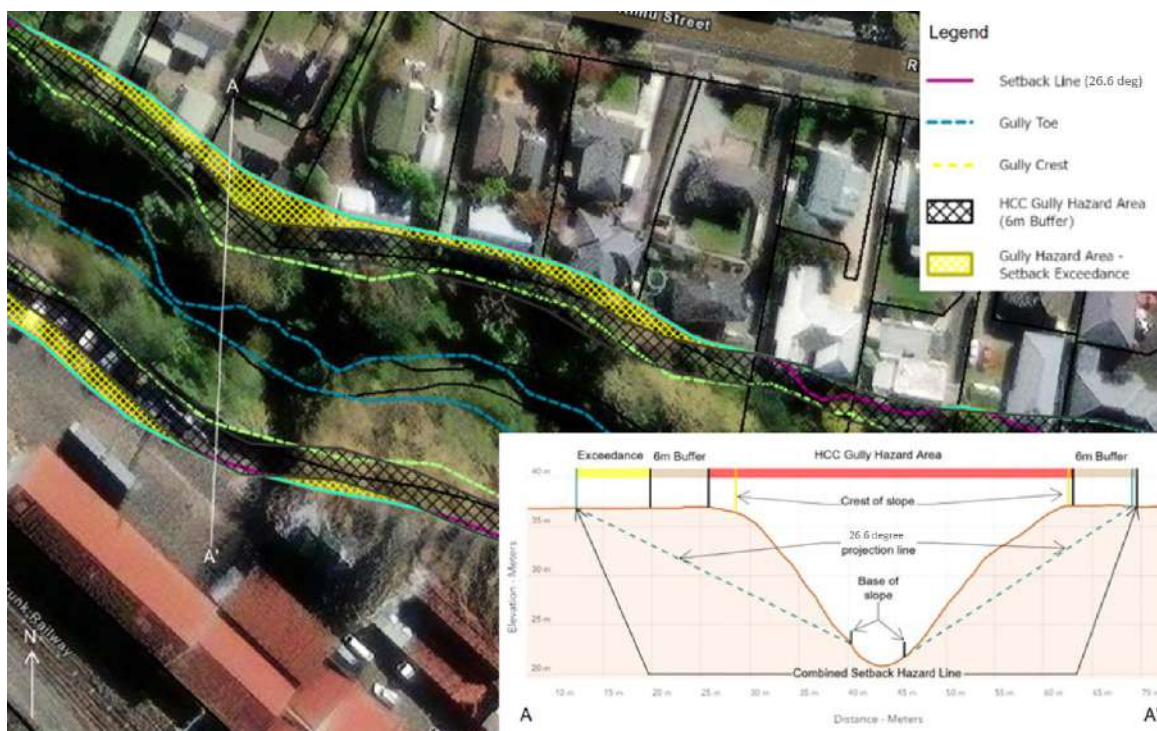 Rimu Street
R
Legend
Setback Line (26.6 deg)
Gully Toe
Gully Crest
HCC Gully Hazard Area
(6m Buffer)
Gully Hazard Area -
Setback Exceedance
A
A'
trunk Railway
N
Exceedance 6m Buffer HCC Gully Hazard Area 6m Buffer
40 m
Crest of slope
35 m
26.6 degree
projection line
30 m
Base of
slope
25 m
20 m
Combined Setback Hazard Line
Elevation - Meters
10 m 15 m 20 m 25 m 30 m 35 m 40 m 45 m 50 m 55 m 60 m 65 m 70 m
A Distance - Meters A'